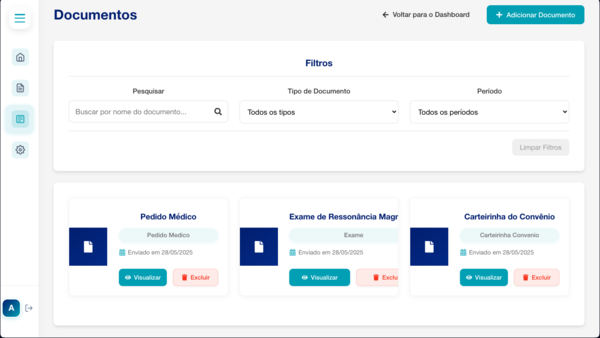 Documentos
Voltar para o Dashboard
Adicionar Documento
Filtros
Pesquisar
Tipo de Documento
Período
Buscar por nome do documento...
Todos os tipos
Todos os períodos
Limpar Filtros
Pedido Médico
Pedido Medico
Enviado em 28/05/2025
Visualizar
Excluir
Exame de Ressonância Magr
Exame
Enviado em 28/05/2025
Visualizar
Exclu
Carteirinha do Convênio
Carteirinha Convenio
Enviado em 28/05/2025
Visualizar
Excluir
A